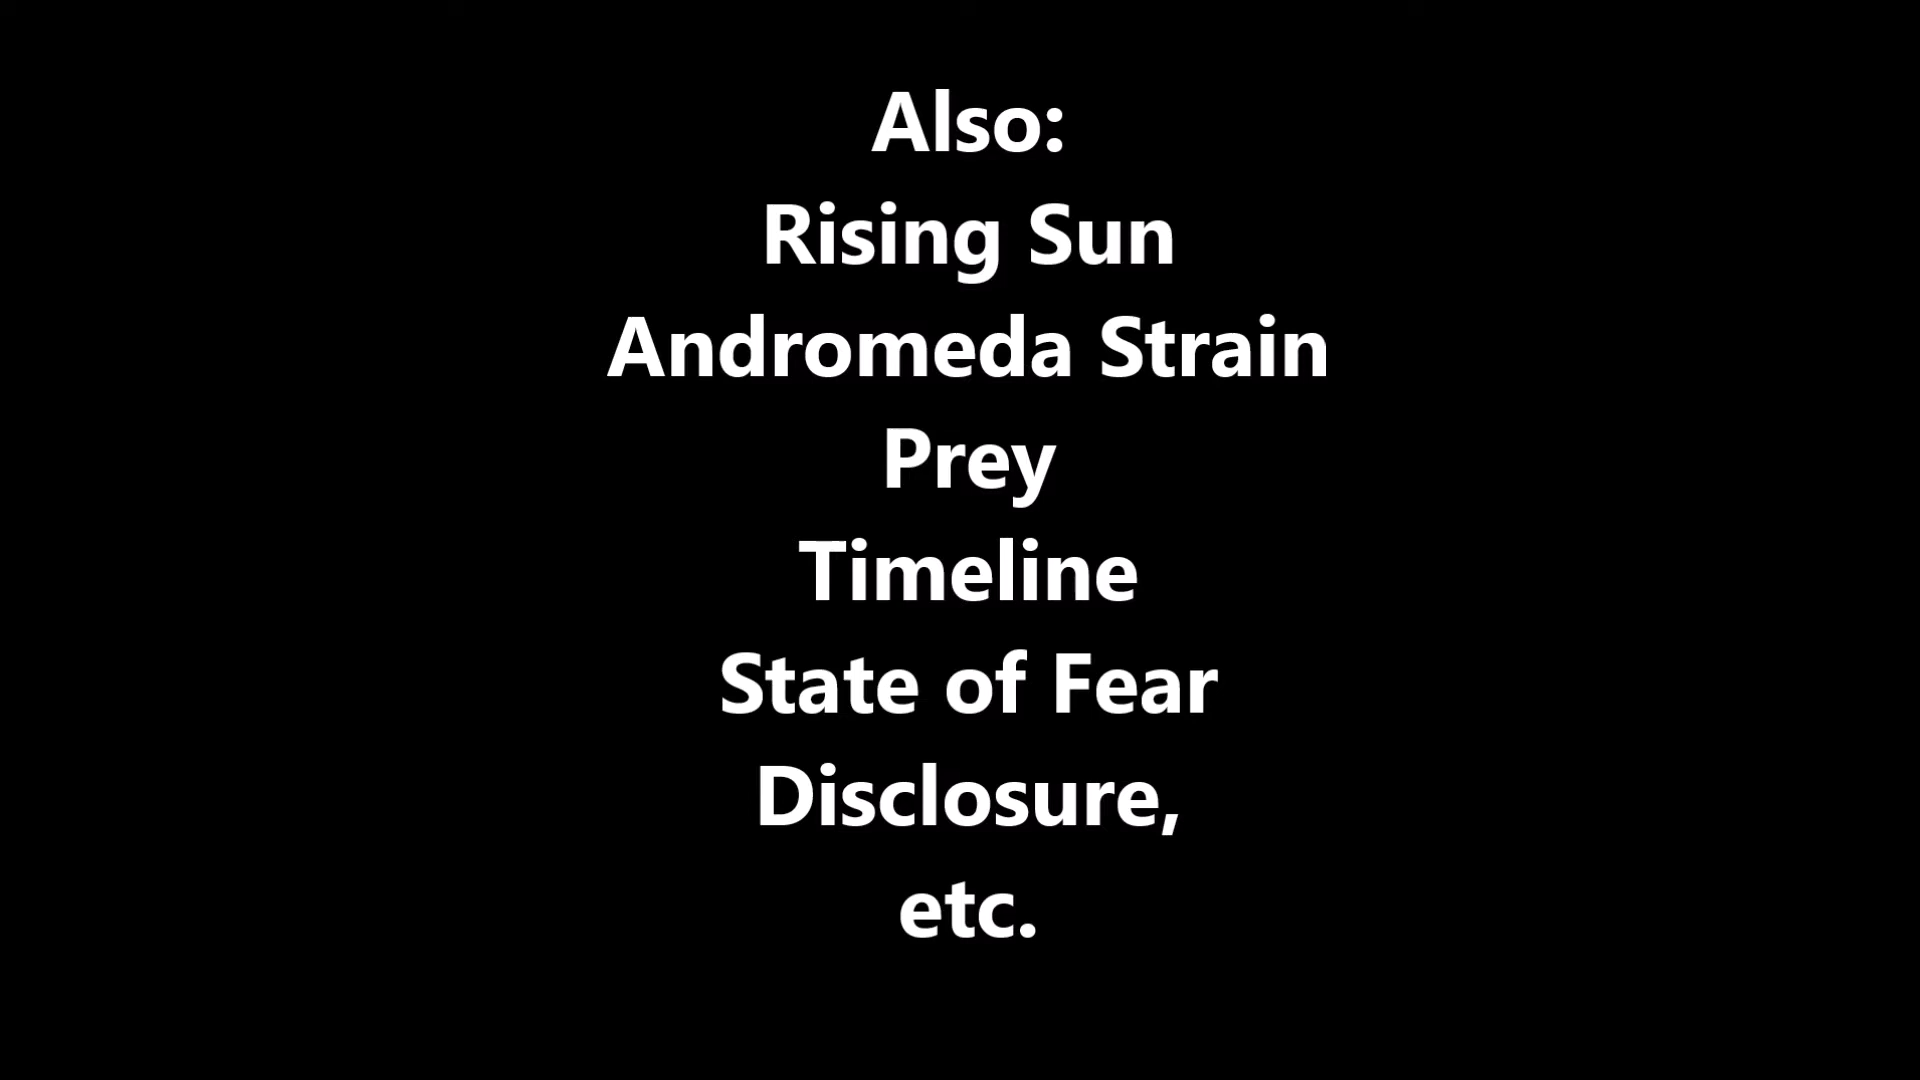 Also:
Rising Sun
Andromeda Strain
Prey
Timeline
State of Fear
Disclosure,
etc.